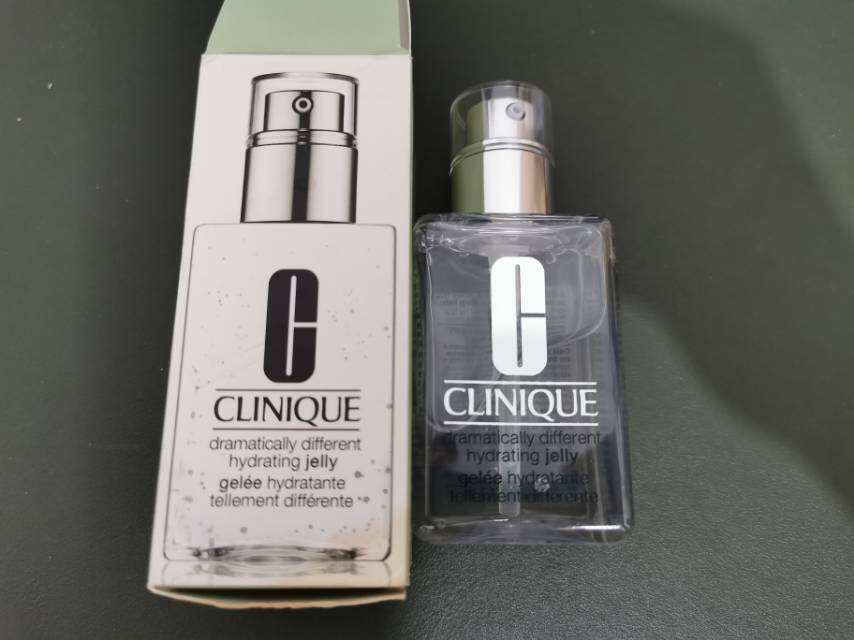 CLINIQUE
dramatically different
hydrating jelly
gelée hydratante
tellement différente
CLINIQUE
dramatically different
hydrating jelly
gelée hydratante
tellement différente